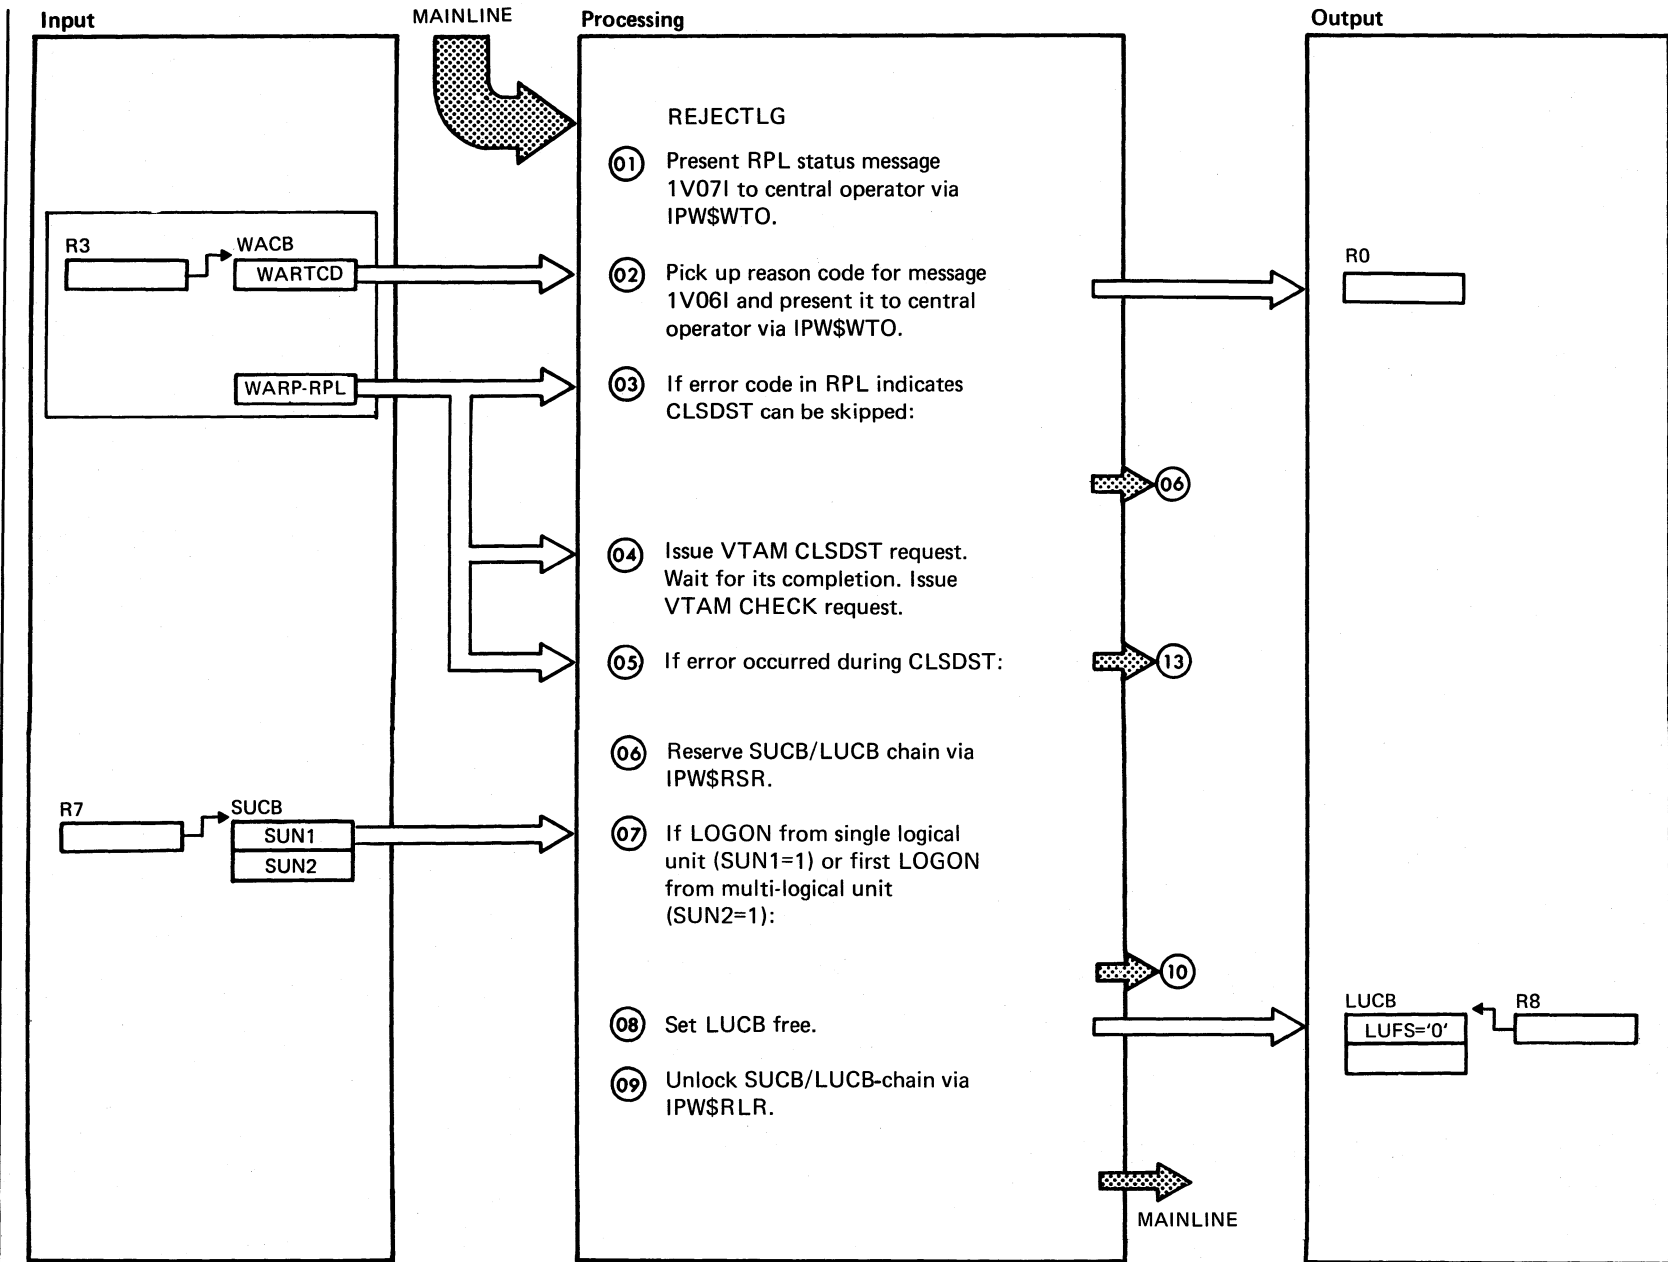 Input
MAINLINE
Processing
Output
REJECTLG
01 Present RPL status message
1V07I to central operator via
IPW$WTO.
R3
WACB
WARTCD
02 Pick up reason code for message
1V06I and present it to central
operator via IPW$WTO.
R0
WARP-RPL
03 If error code in RPL indicates
CLSDST can be skipped:
06
04 Issue VTAM CLSDST request.
Wait for its completion. Issue
VTAM CHECK request.
05 If error occurred during CLSDST:
13
06 Reserve SUCB/LUCB chain via
IPW$RSR.
R7
SUCB
SUN1
SUN2
07 If LOGON from single logical
unit (SUN1=1) or first LOGON
from multi-logical unit
(SUN2=1):
10
08 Set LUCB free.
LUCB
R8
LUFS='0'
09 Unlock SUCB/LUCB-chain via
IPW$RLR.
MAINLINE